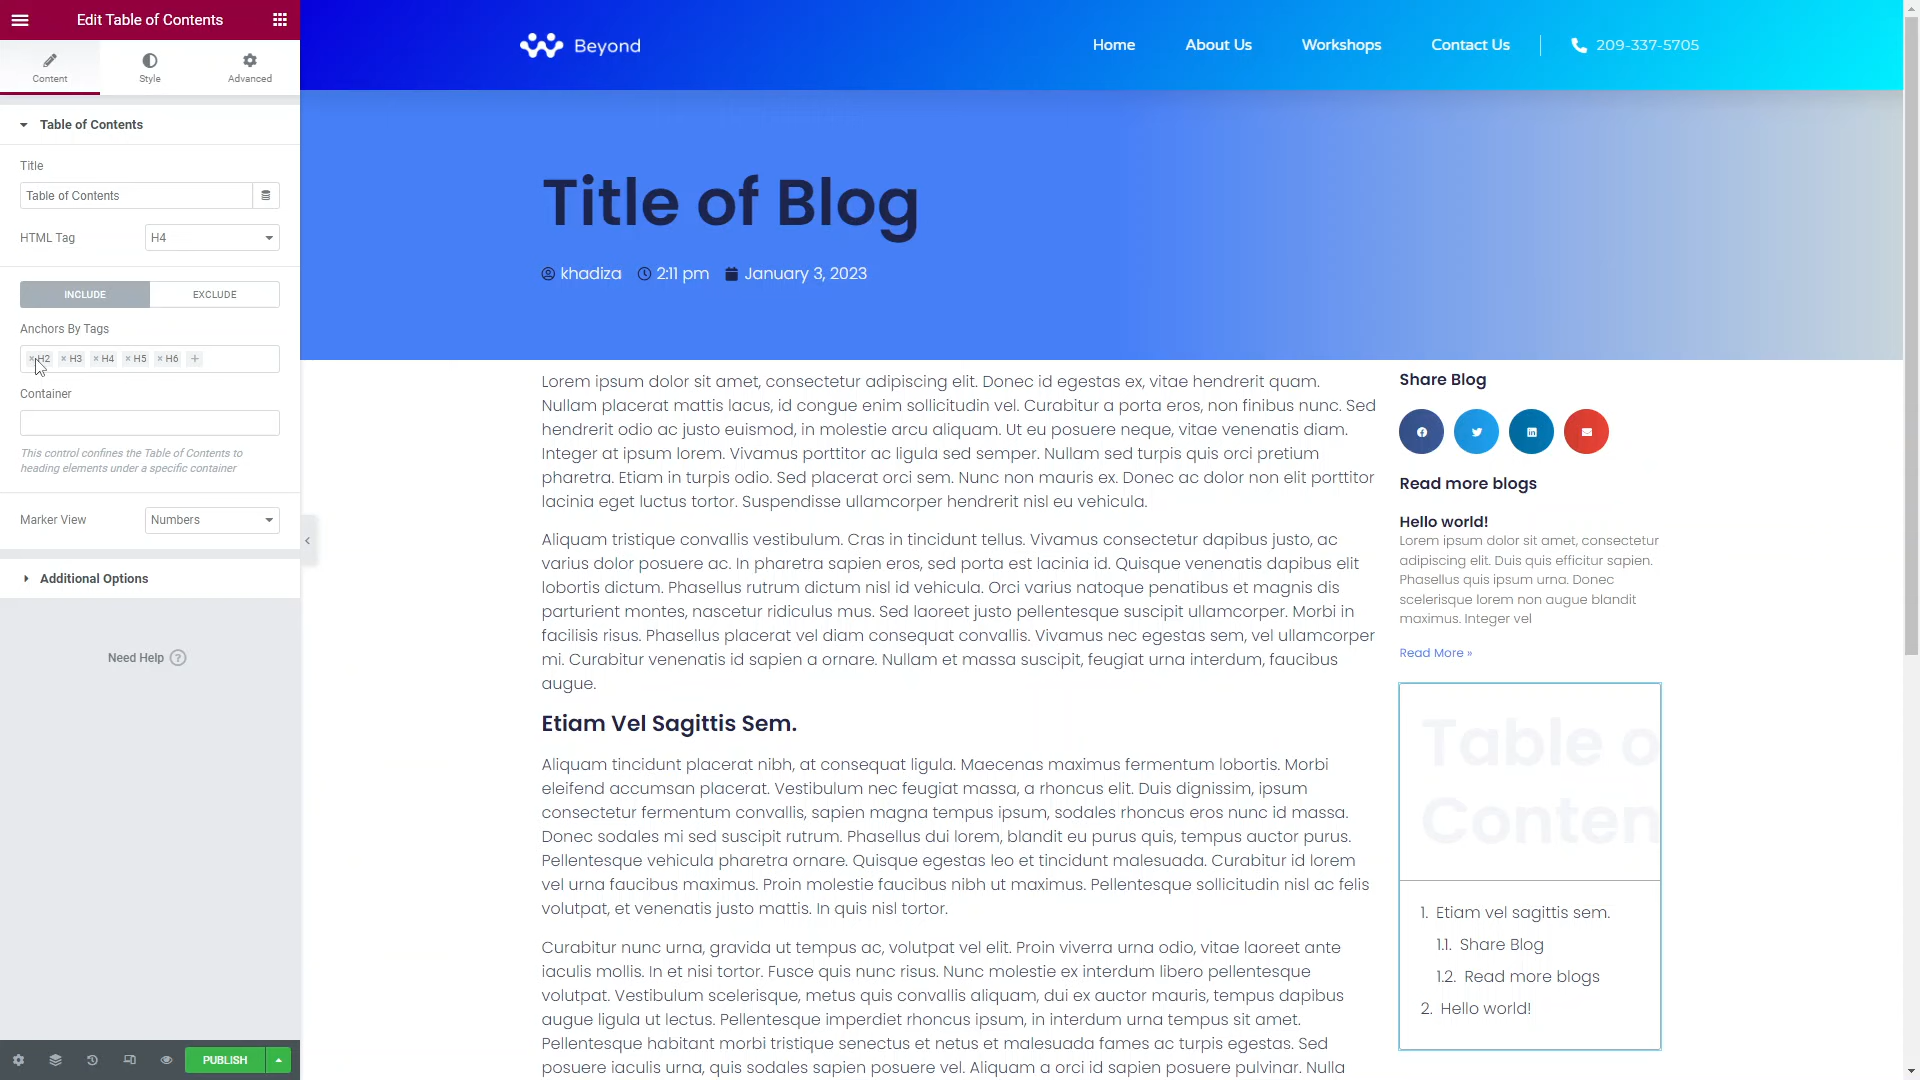 Edit Table of Contents
Content
Style
Advanced
Table of Contents
Title
Table of Contents
HTML Tag
H4
INCLUDE
EXCLUDE
Anchors By Tags
× H2 × H3 × H4 × H5 × H6 +
Container
This control confines the Table of Contents to
heading elements under a specific container
Marker View
Numbers
Additional Options
Need Help ?
PUBLISH
Beyond
Home
About Us
Workshops
Contact Us
209-337-5705
Title of Blog
khadiza
2:11 pm
January 3, 2023
Lorem ipsum dolor sit amet, consectetur adipiscing elit. Donec id egestas ex, vitae hendrerit quam.
Nullam placerat mattis lacus, id congue enim sollicitudin vel. Curabitur a porta eros, non finibus nunc. Sed
hendrerit odio ac justo euismod, in molestie arcu aliquam. Ut eu posuere neque, vitae venenatis diam.
Integer at ipsum lorem. Vivamus porttitor ac ligula sed semper. Nullam sed turpis quis orci pretium
pharetra. Etiam in turpis odio. Sed placerat orci sem. Nunc non mauris ex. Donec ac dolor non elit porttitor
lacinia eget luctus tortor. Suspendisse ullamcorper hendrerit nisl eu vehicula.
Aliquam tristique convallis vestibulum. Cras in tincidunt tellus. Vivamus consectetur dapibus justo, ac
varius dolor posuere ac. In pharetra sapien eros, sed porta est lacinia id. Quisque venenatis dapibus elit
lobortis dictum. Phasellus rutrum dictum nisl id vehicula. Orci varius natoque penatibus et magnis dis
parturient montes, nascetur ridiculus mus. Sed laoreet justo pellentesque suscipit ullamcorper. Morbi in
facilisis risus. Phasellus placerat vel diam consequat convallis. Vivamus nec egestas sem, vel ullamcorper
mi. Curabitur venenatis id sapien a ornare. Nullam et massa suscipit, feugiat urna interdum, faucibus
augue.
Etiam Vel Sagittis Sem.
Aliquam tincidunt placerat nibh, at consequat ligula. Maecenas maximus fermentum lobortis. Morbi
eleifend accumsan placerat. Vestibulum nec feugiat massa, a rhoncus elit. Duis dignissim, ipsum
consectetur fermentum convallis, sapien magna tempus ipsum, sodales rhoncus eros nunc id massa.
Donec sodales mi sed suscipit rutrum. Phasellus dui lorem, blandit eu purus quis, tempus auctor purus.
Pellentesque vehicula pharetra ornare. Quisque egestas leo et tincidunt malesuada. Curabitur id lorem
vel urna faucibus maximus. Proin molestie faucibus nibh ut maximus. Pellentesque sollicitudin nisl ac felis
volutpat, et venenatis justo mattis. In quis nisl tortor.
Curabitur nunc urna, gravida ut tempus ac, volutpat vel elit. Proin viverra urna odio, vitae laoreet ante
iaculis mollis. In et nisi tortor. Fusce quis nunc risus. Nunc molestie ex interdum libero pellentesque
volutpat. Vestibulum scelerisque, metus quis convallis aliquam, dui ex auctor mauris, tempus dapibus
augue ligula ut lectus. Pellentesque imperdiet rhoncus ipsum, in interdum urna tempus sit amet.
Pellentesque habitant morbi tristique senectus et netus et malesuada fames ac turpis egestas. Sed
posuere iaculis urna, quis sodales sapien posuere vel. Aliquam a orci id sapien posuere pulvinar. Nulla
Share Blog
Read more blogs
Hello world!
Lorem ipsum dolor sit amet, consectetur
adipiscing elit. Duis quis efficitur sapien.
Phasellus quis ipsum urna. Donec
scelerisque lorem non augue blandit
maximus. Integer vel
Read More »
Table o
Conten
1. Etiam vel sagittis sem.
1.1. Share Blog
1.2. Read more blogs
2. Hello world!